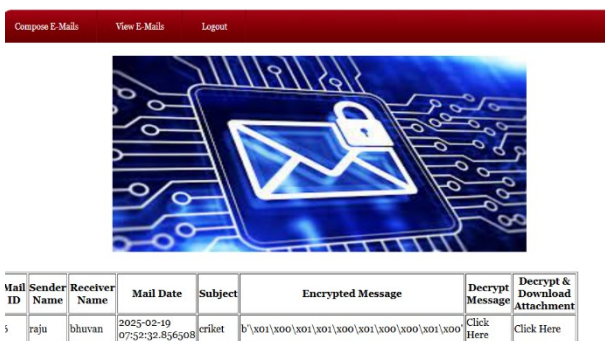 Compose E-Mails View E-Mails Logout
Mail ID Sender Name Receiver Name Mail Date Subject Encrypted Message Decrypt Message Decrypt & Download Attachment
raju bhuvan 2025-02-19 07:52:32.856508 criket b'\x01\x00\x01\x01\x00\x01\x00\x00\x01\x00' Click Here Click Here